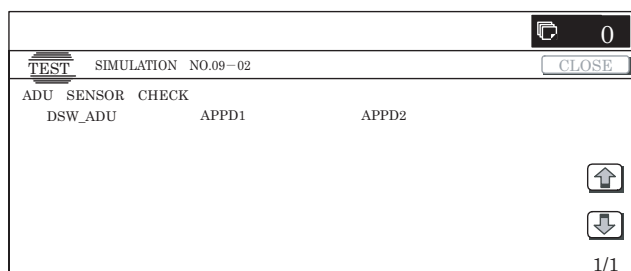 0
TEST SIMULATION NO.09－02 CLOSE
ADU SENSOR CHECK
DSW_ADU APPD1 APPD2
1/1